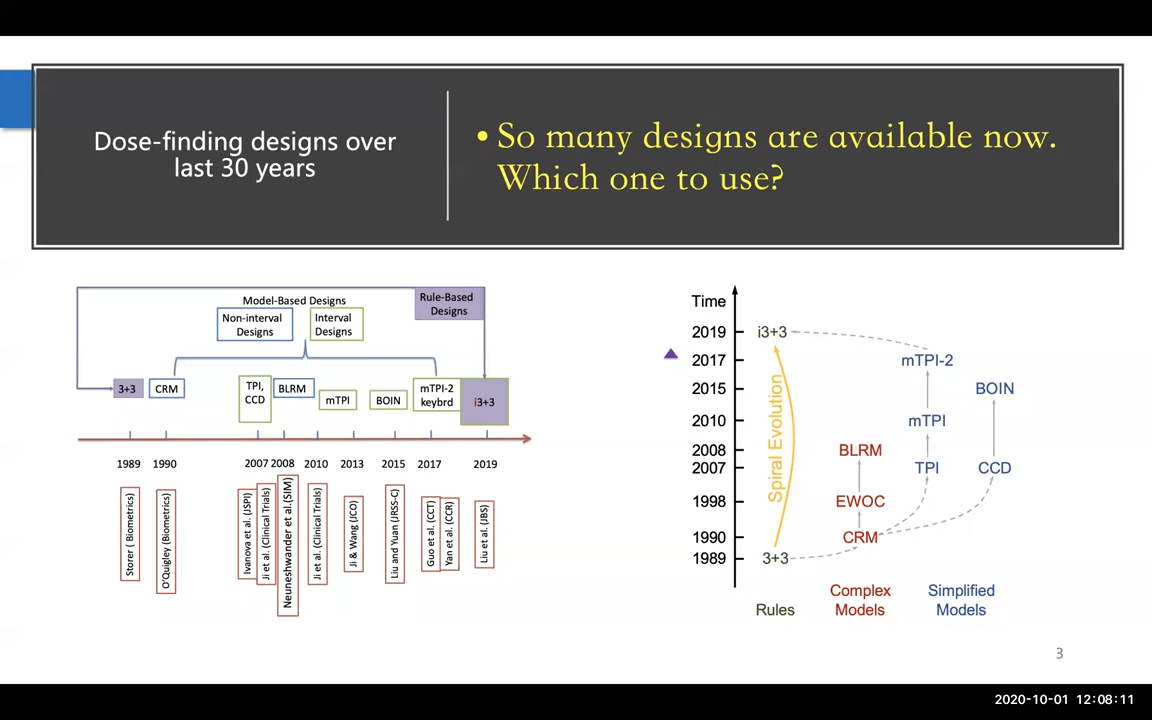 Dose-finding designs over
last 30 years
• So many designs are available now.
Which one to use?
Model-Based Designs
Non-interval
Designs
Interval
Designs
Rule-Based
Designs
3+3
CRM
TPI,
CCD
BLRM
mTPI
BOIN
mTPI-2
keybrd
i3+3
1989
1990
2007
2008
2010
2013
2015
2017
2019
Storer ( Biometrics)
O'Quigley (Biometrics)
Ivanova et al. (JSPI)
Ji et al. (Clinical Trials)
Neuneshwander et al.(SIM)
Ji et al. (Clinical Trials)
Ji & Wang (JCO)
Liu and Yuan (JRSS-C)
Guo et al. (CCT)
Yan et al. (CCR)
Liu et al. (JBS)
Time
2019
i3+3
2017
mTPI-2
2015
BOIN
2010
mTPI
2008
BLRM
2007
TPI
CCD
1998
EWOC
1990
CRM
1989
3+3
Spiral Evolution
Rules
Complex
Models
Simplified
Models
3
2020-10-01 12:08:11